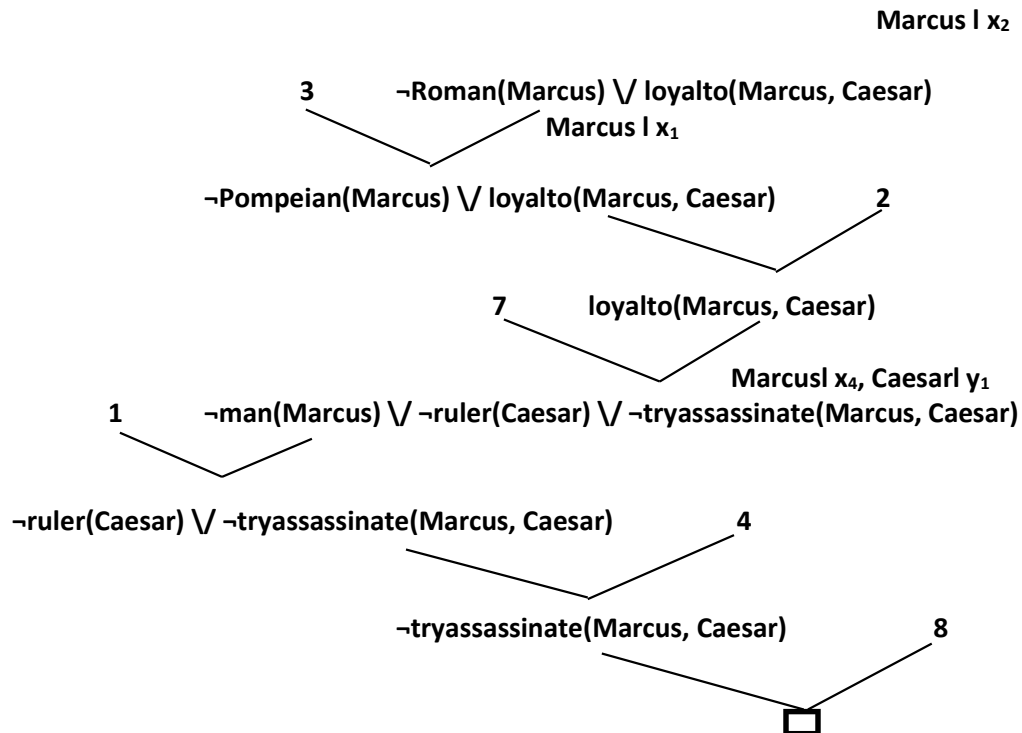 Marcus l x₂
3 ¬Roman(Marcus) \/ loyalto(Marcus, Caesar)
Marcus l x₁
¬Pompeian(Marcus) \/ loyalto(Marcus, Caesar) 2
7 loyalto(Marcus, Caesar)
Marcusl x₄, Caesarl y₁
1 ¬man(Marcus) \/ ¬ruler(Caesar) \/ ¬tryassassinate(Marcus, Caesar)
¬ruler(Caesar) \/ ¬tryassassinate(Marcus, Caesar) 4
¬tryassassinate(Marcus, Caesar) 8